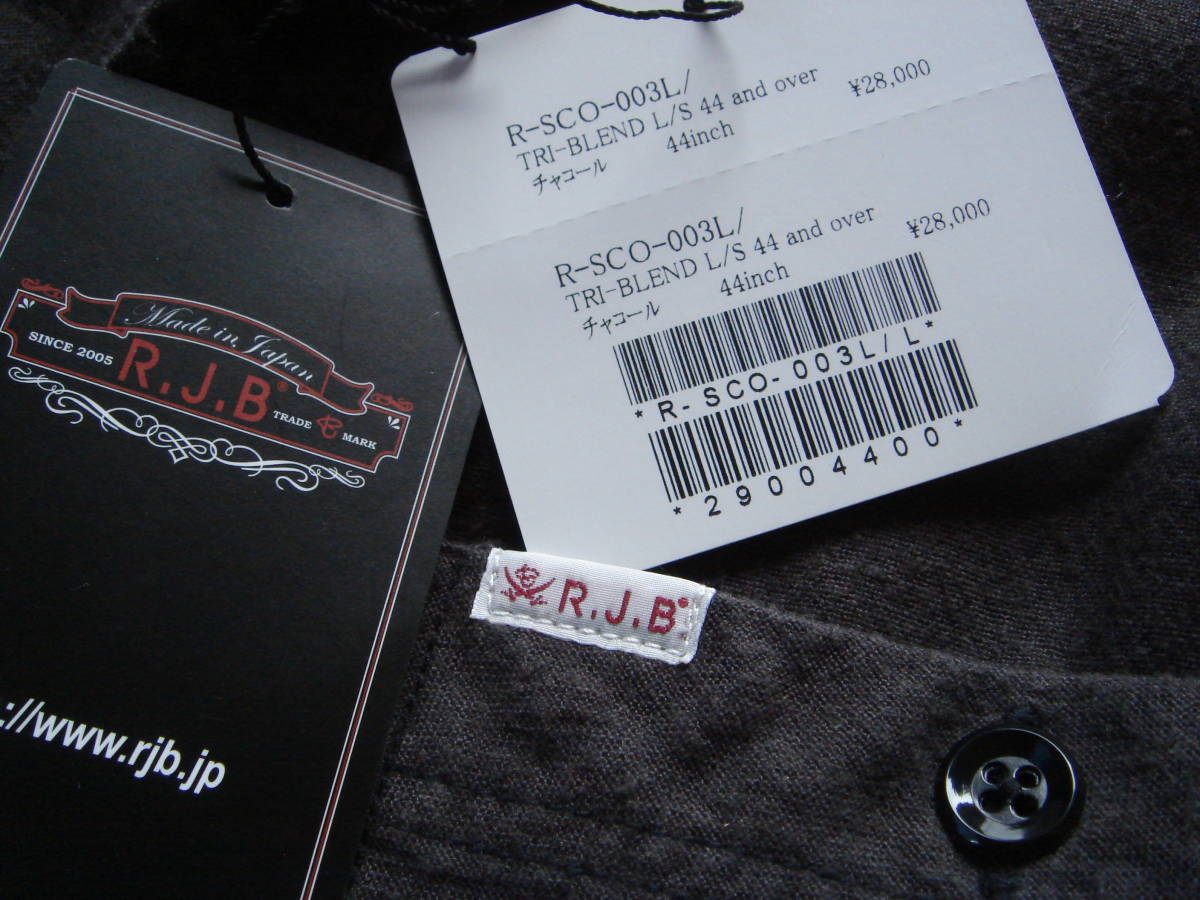 Made in Japan
SINCE 2005
R.J.B®
TRADE MARK
://www.rjb.jp
R-SCO-003L/
TRI-BLEND L/S 44 and over
¥28,000
チャコール 44inch
R-SCO-003L/
TRI-BLEND L/S 44 and over
¥28,000
チャコール 44inch
*R-SCO-003L/L*
*29004400*
R.J.B®